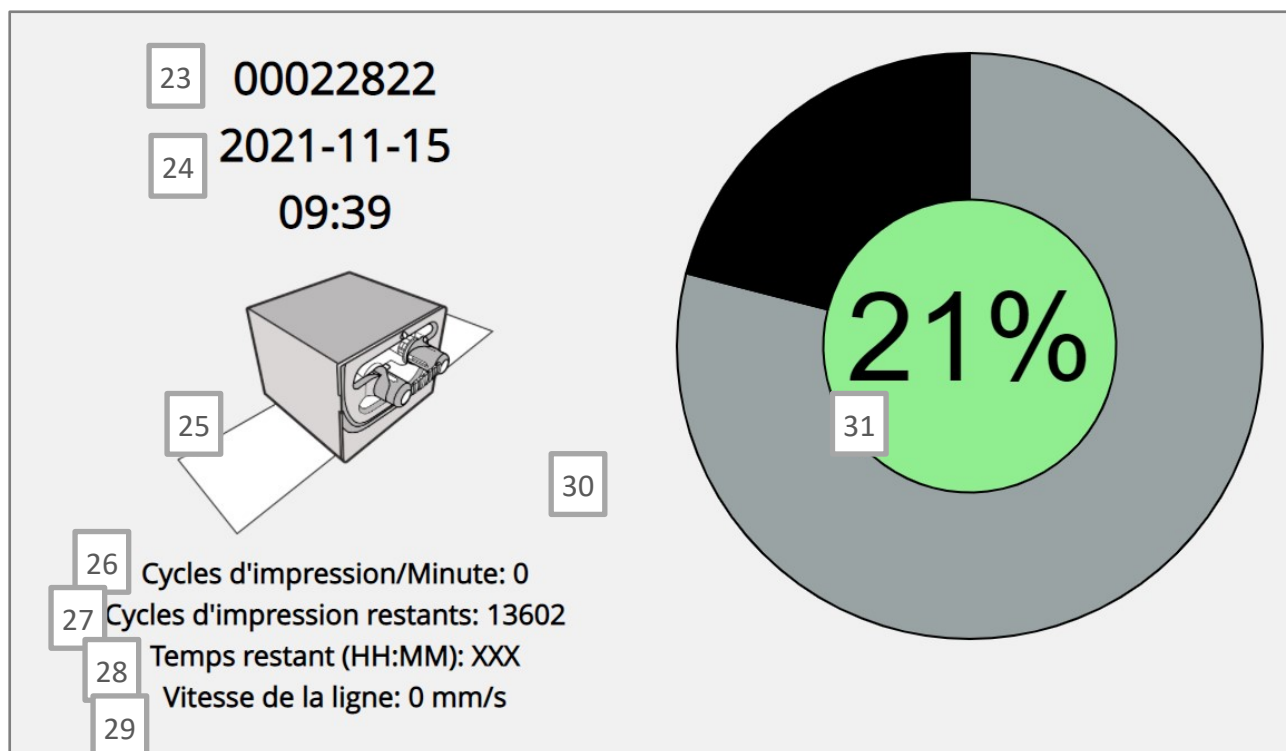 23 00022822
24 2021-11-15
09:39
21%
25
31
30
26 Cycles d'impression/Minute: 0
27 Cycles d'impression restants: 13602
28 Temps restant (HH:MM): XXX
Vitesse de la ligne: 0 mm/s
29